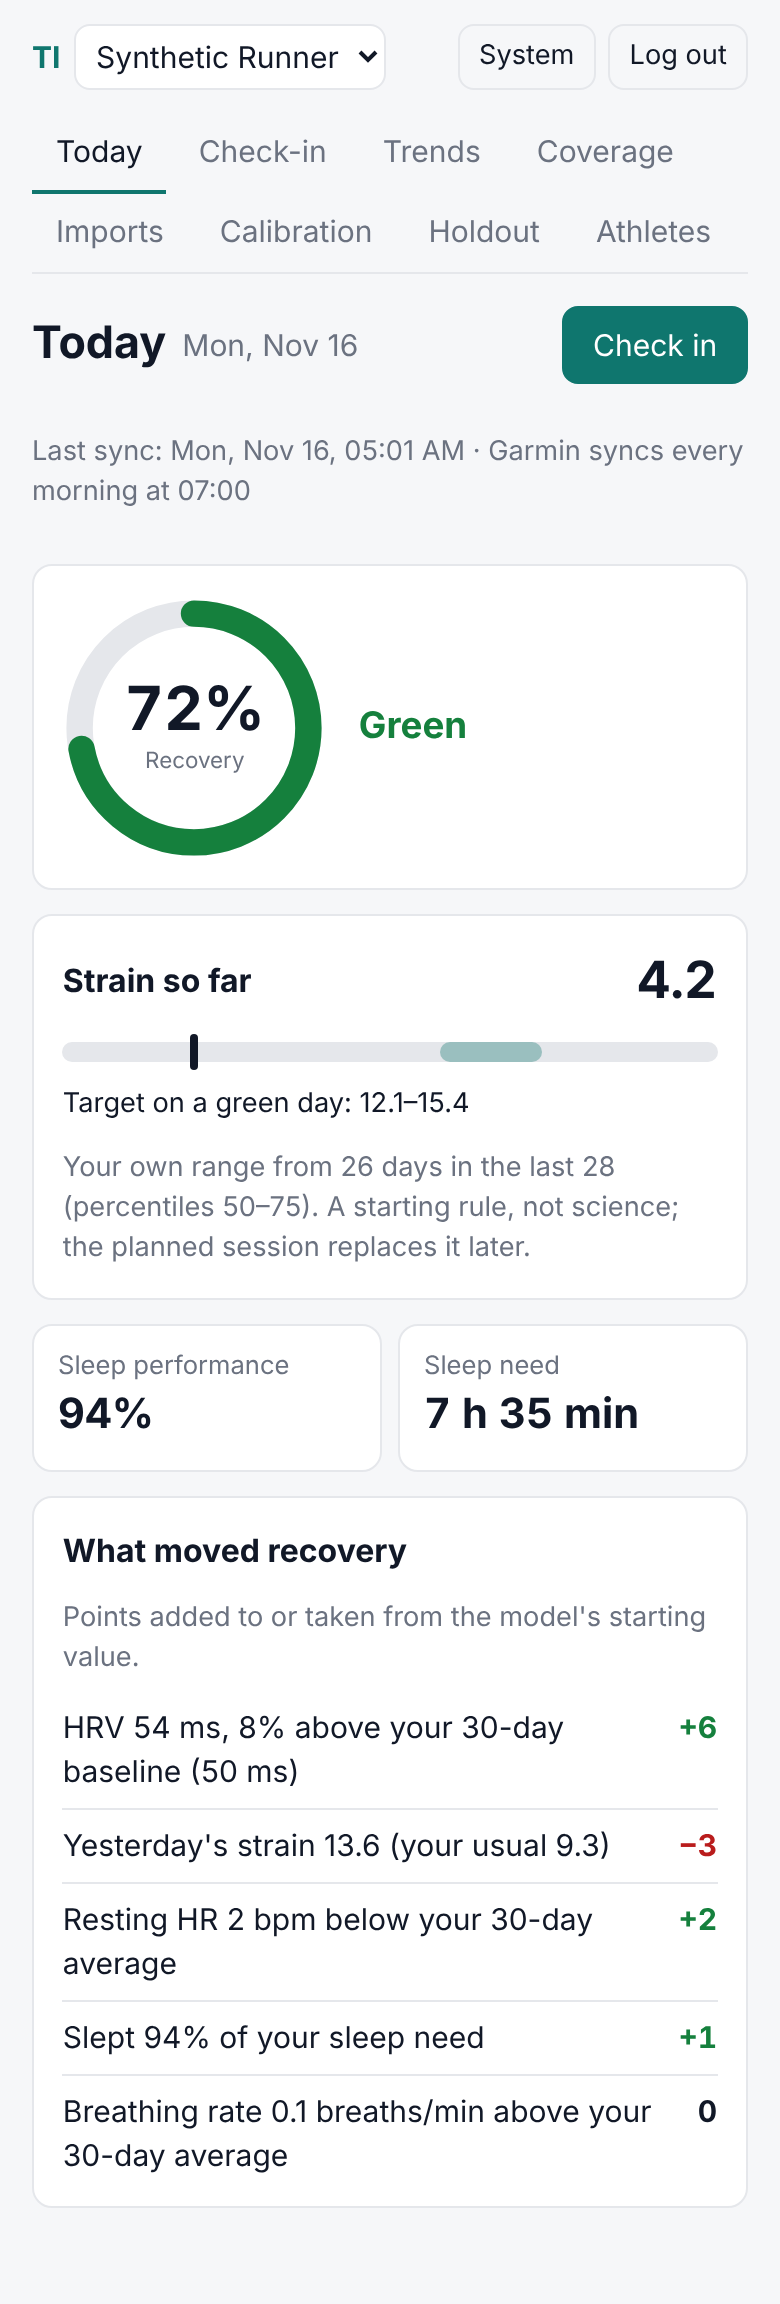 TI
Synthetic Runner
System
Log out
Today
Check-in
Trends
Coverage
Imports
Calibration
Holdout
Athletes
Today Mon, Nov 16
Check in
Last sync: Mon, Nov 16, 05:01 AM · Garmin syncs every
morning at 07:00
72%
Recovery
Green
Strain so far
4.2
Target on a green day: 12.1–15.4
Your own range from 26 days in the last 28
(percentiles 50–75). A starting rule, not science;
the planned session replaces it later.
Sleep performance
94%
Sleep need
7 h 35 min
What moved recovery
Points added to or taken from the model's starting
value.
HRV 54 ms, 8% above your 30-day
baseline (50 ms)
+6
Yesterday's strain 13.6 (your usual 9.3)
−3
Resting HR 2 bpm below your 30-day
average
+2
Slept 94% of your sleep need
+1
Breathing rate 0.1 breaths/min above your
30-day average
0